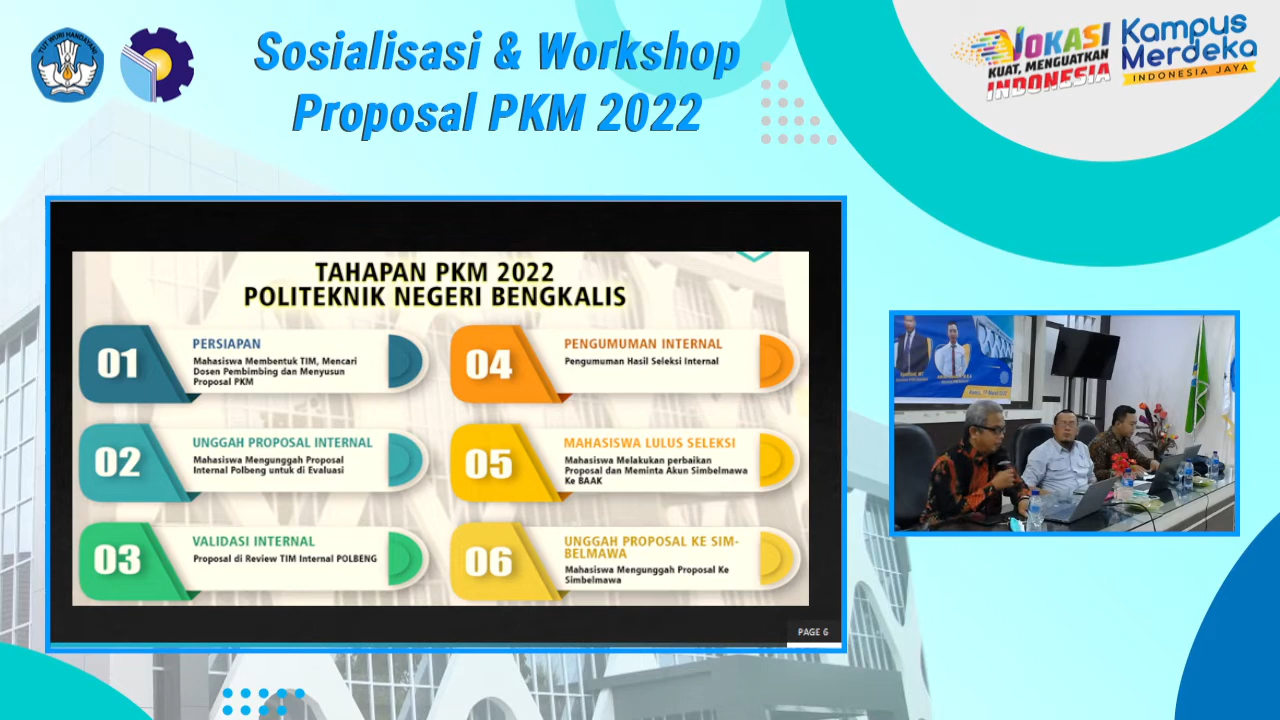 TUT WURI HANDAYANI
Sosialisasi & Workshop
Proposal PKM 2022
VOKASI
KUAT, MENGUATKAN
INDONESIA
Kampus
Merdeka
INDONESIA JAYA
TAHAPAN PKM 2022
POLITEKNIK NEGERI BENGKALIS
01
PERSIAPAN
Mahasiswa Membentuk TIM, Mencari
Dosen Pembimbing dan Menyusun
Proposal PKM
02
UNGGAH PROPOSAL INTERNAL
Mahasiswa Mengunggah Proposal
Internal Polbeng untuk di Evaluasi
03
VALIDASI INTERNAL
Proposal di Review TIM Internal POLBENG
04
PENGUMUMAN INTERNAL
Pengumuman Hasil Seleksi Internal
05
MAHASISWA LULUS SELEKSI
Mahasiswa Melakukan perbaikan
Proposal dan Meminta Akun Simbelmawa
Ke BAAK
06
UNGGAH PROPOSAL KE SIM-
BELMAWA
Mahasiswa Mengunggah Proposal Ke
Simbelmawa
PAGE 6